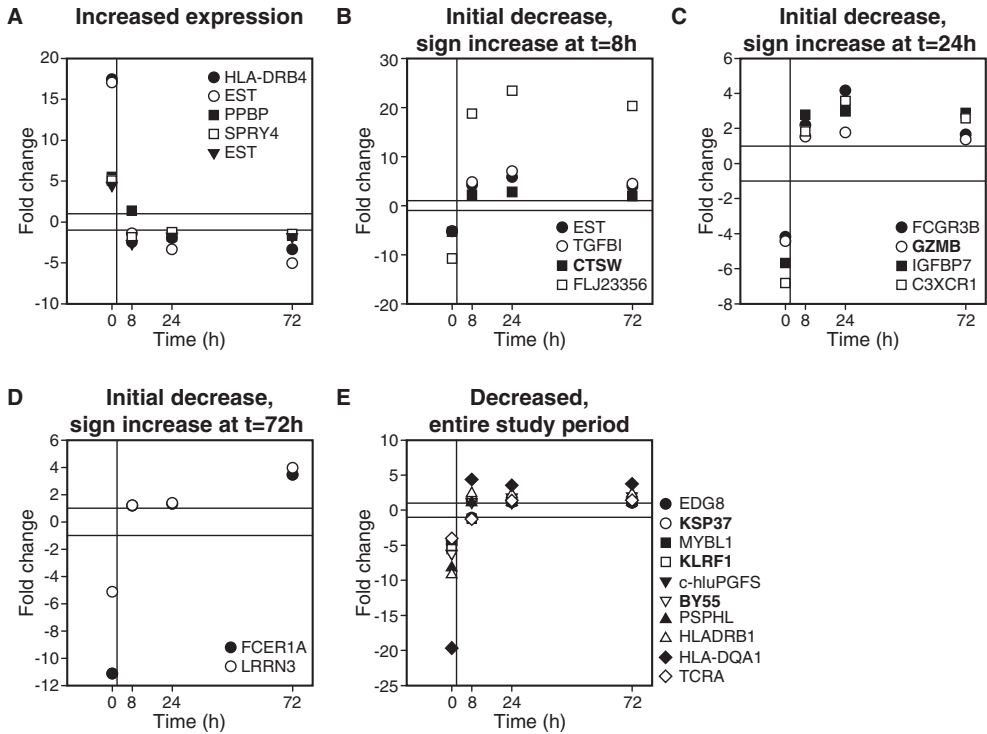 A
Increased expression
20
15
10
5
0
-5
-10
Fold change
0 8 24 72
Time (h)
HLA-DRB4
EST
PPBP
SPRY4
EST
B
Initial decrease,
sign increase at t=8h
30
20
10
0
-10
-20
Fold change
0 8 24 72
Time (h)
EST
TGFBI
CTSW
FLJ23356
C
Initial decrease,
sign increase at t=24h
6
4
2
0
-2
-4
-6
-8
Fold change
0 8 24 72
Time (h)
FCGR3B
GZMB
IGFBP7
C3XCR1
D
Initial decrease,
sign increase at t=72h
6
4
2
0
-2
-4
-6
-8
-10
-12
Fold change
0 8 24 72
Time (h)
FCER1A
LRRN3
E
Decreased,
entire study period
10
5
0
-5
-10
-15
-20
-25
Fold change
0 8 24 72
Time (h)
EDG8
KSP37
MYBL1
KLRF1
c-hluPGFS
BY55
PSPHL
HLADRB1
HLA-DQA1
TCRA